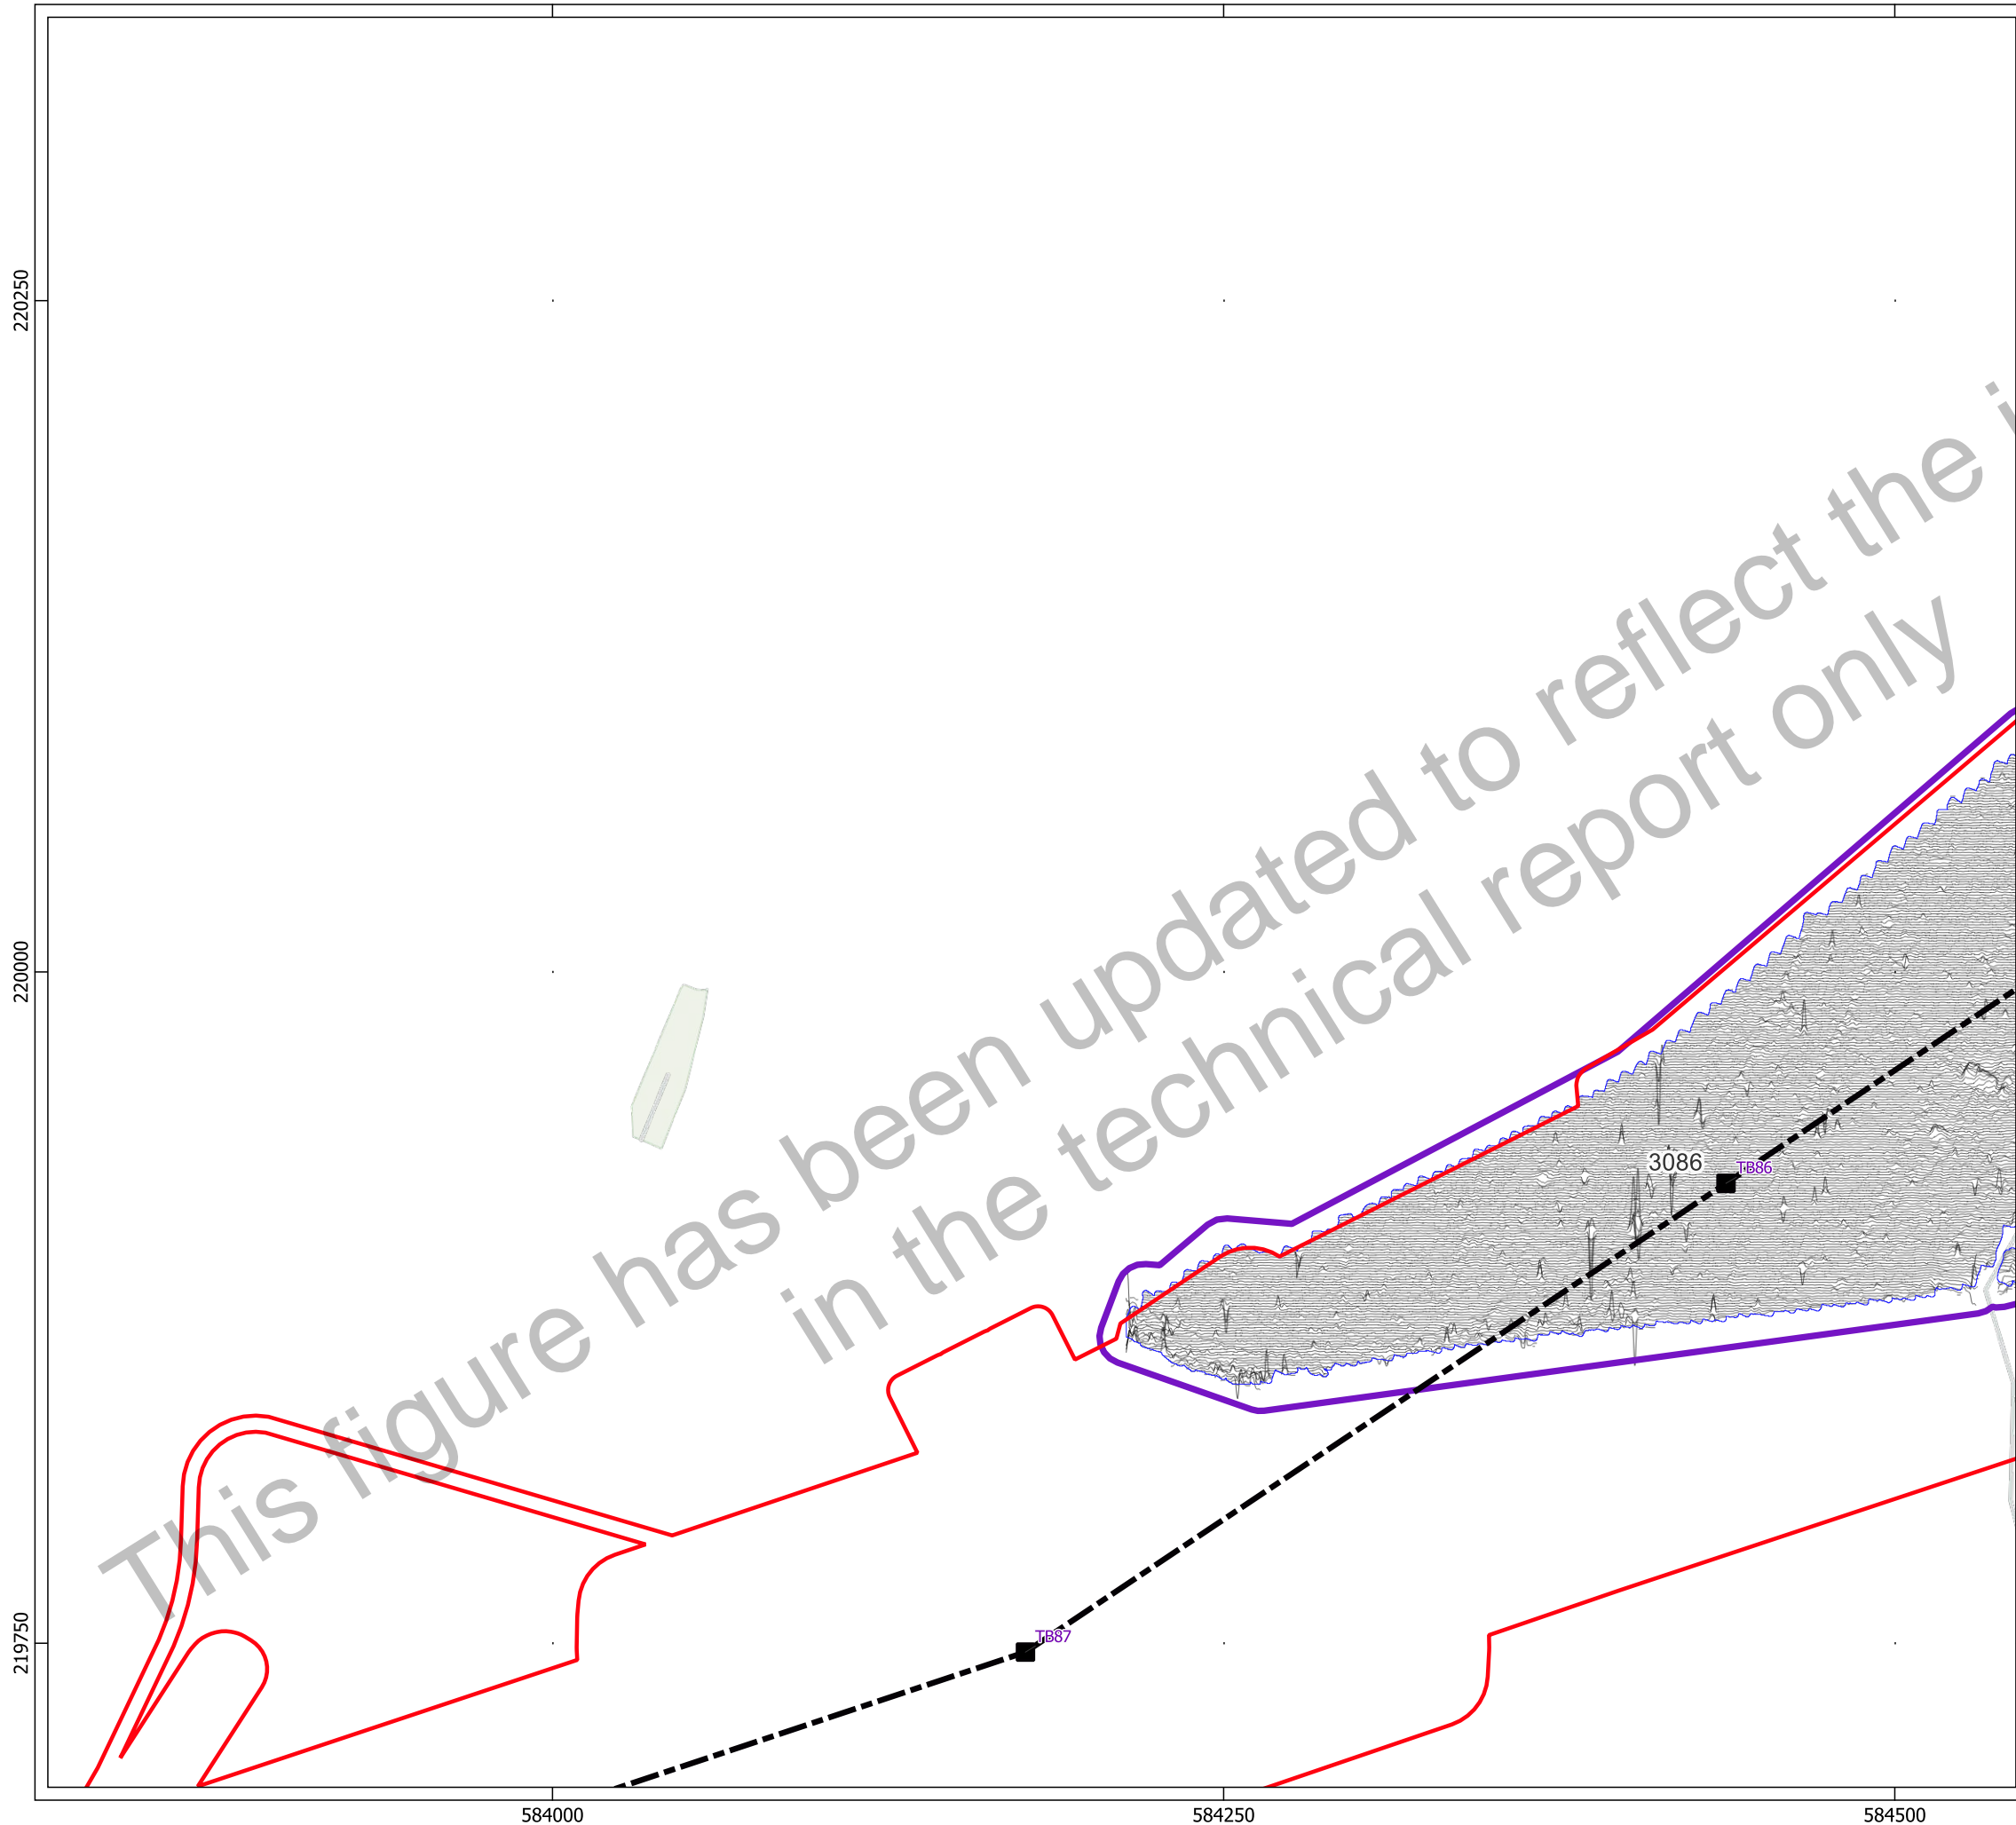 220250
220000
219750
This figure has been updated to reflect the
in the technical report only
3086
TB86
TB87
584000
584250
584500